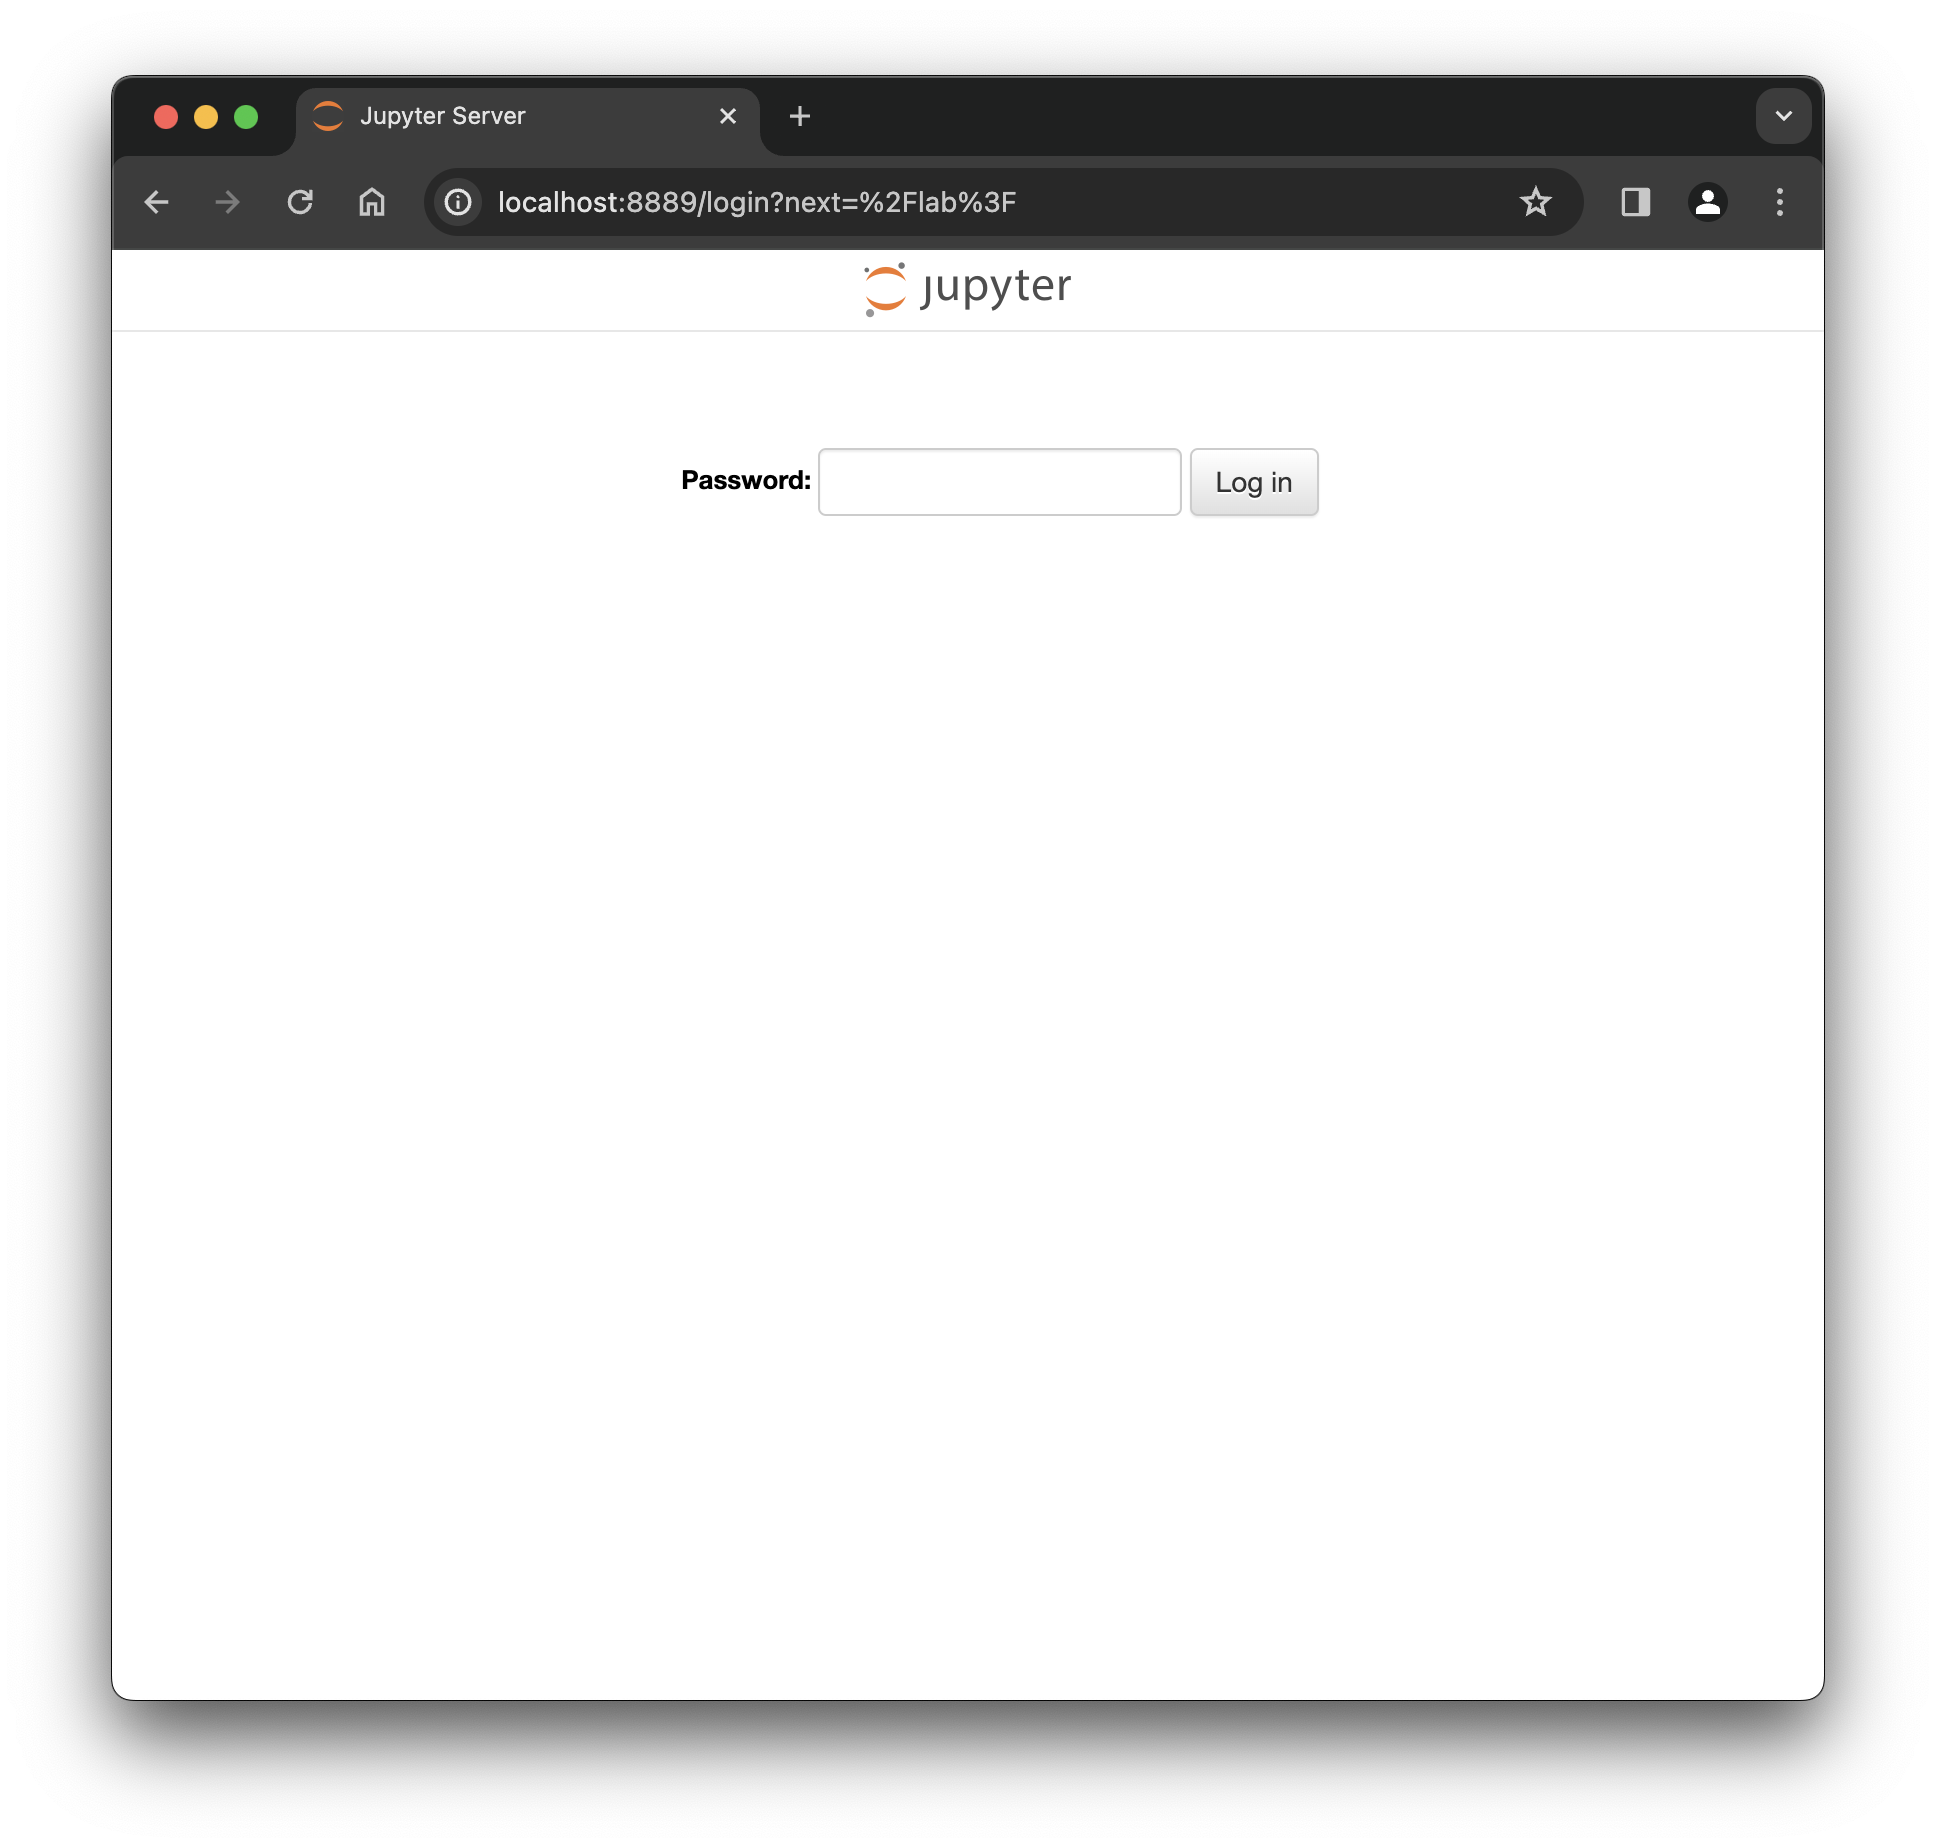 Jupyter Server
localhost:8889/login?next=%2Flab%3F
jupyter
Password:
Log in